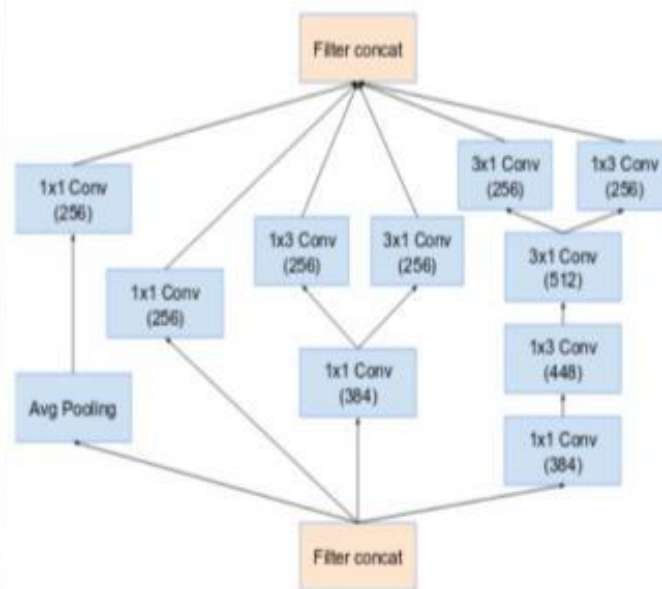 Filter concat
3x1 Conv
(256)
1x3 Conv
(256)
1x1 Conv
(256)
1x3 Conv
(256)
3x1 Conv
(256)
3x1 Conv
(512)
1x1 Conv
(256)
1x3 Conv
(448)
1x1 Conv
(384)
Avg Pooling
1x1 Conv
(384)
Filter concat